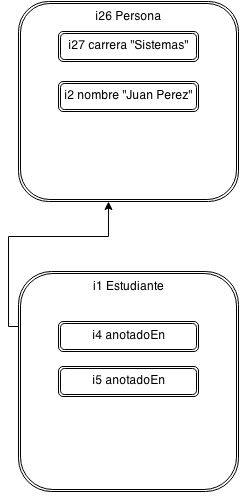 i26 Persona
i27 carrera "Sistemas"
i2 nombre "Juan Perez"
i1 Estudiante
i4 anotadoEn
i5 anotadoEn